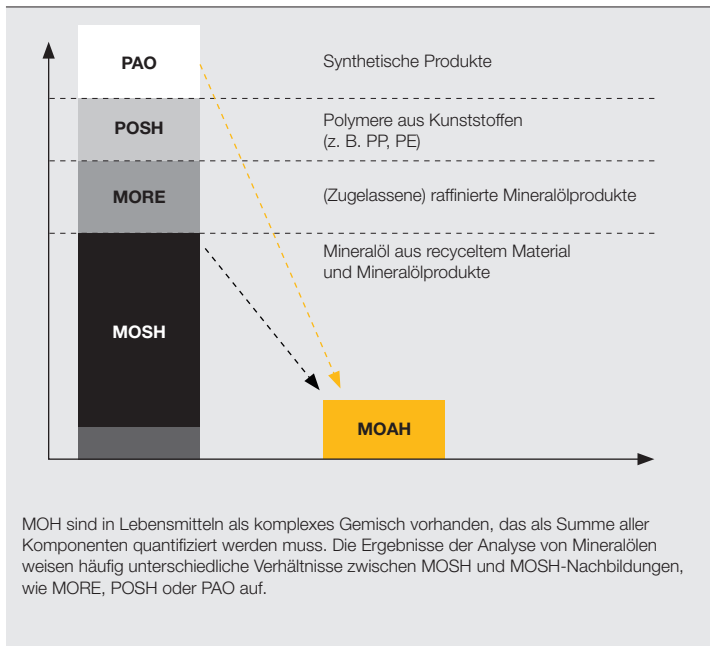 PAO
Synthetische Produkte
POSH
Polymere aus Kunststoffen
(z. B. PP, PE)
MORE
(Zugelassene) raffinierte Mineralölprodukte
Mineralöl aus recyceltem Material
und Mineralölprodukte
MOSH
MOAH
MOH sind in Lebensmitteln als komplexes Gemisch vorhanden, das als Summe aller
Komponenten quantifiziert werden muss. Die Ergebnisse der Analyse von Mineralölen
weisen häufig unterschiedliche Verhältnisse zwischen MOSH und MOSH-Nachbildungen,
wie MORE, POSH oder PAO auf.